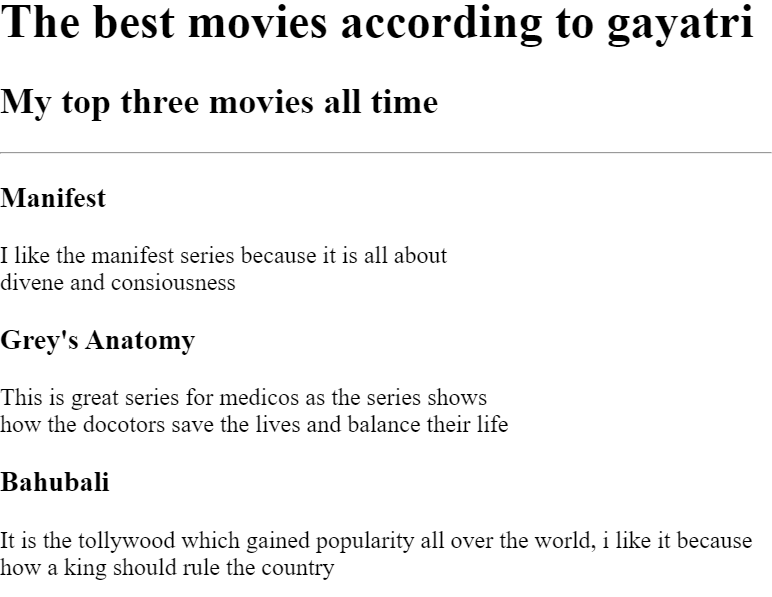 The best movies according to gayatri
My top three movies all time
Manifest
I like the manifest series because it is all about
divene and consiousness
Grey's Anatomy
This is great series for medicos as the series shows
how the docotors save the lives and balance their life
Bahubali
It is the tollywood which gained popularity all over the world, i like it because
how a king should rule the country